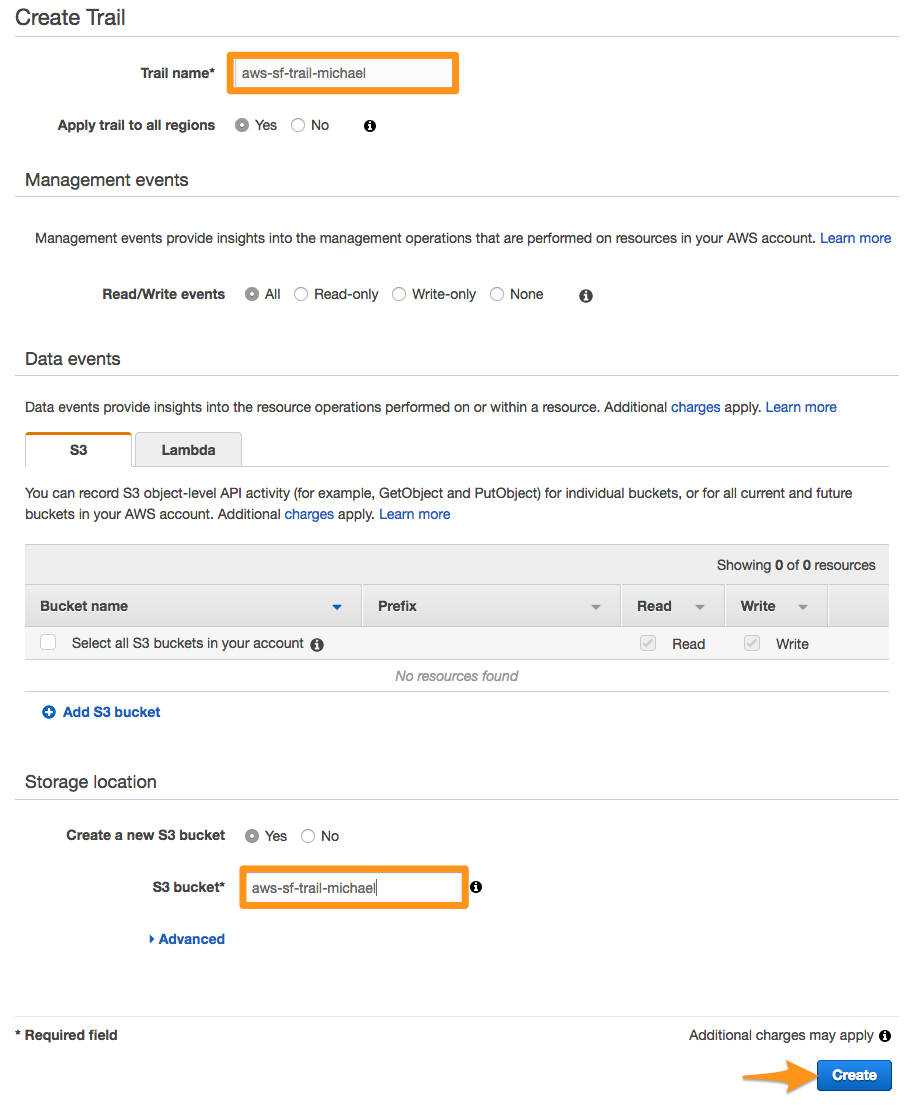 Create Trail
Trail name* aws-sf-trail-michael
Apply trail to all regions Yes No
Management events
Management events provide insights into the management operations that are performed on resources in your AWS account. Learn more
Read/Write events All Read-only Write-only None
Data events
Data events provide insights into the resource operations performed on or within a resource. Additional charges apply. Learn more
S3 Lambda
You can record S3 object-level API activity (for example, GetObject and PutObject) for individual buckets, or for all current and future
buckets in your AWS account. Additional charges apply. Learn more
Showing 0 of 0 resources
Bucket name Prefix Read Write
Select all S3 buckets in your account Read Write
No resources found
Add S3 bucket
Storage location
Create a new S3 bucket Yes No
S3 bucket* aws-sf-trail-michael
Advanced
* Required field Additional charges may apply
Create